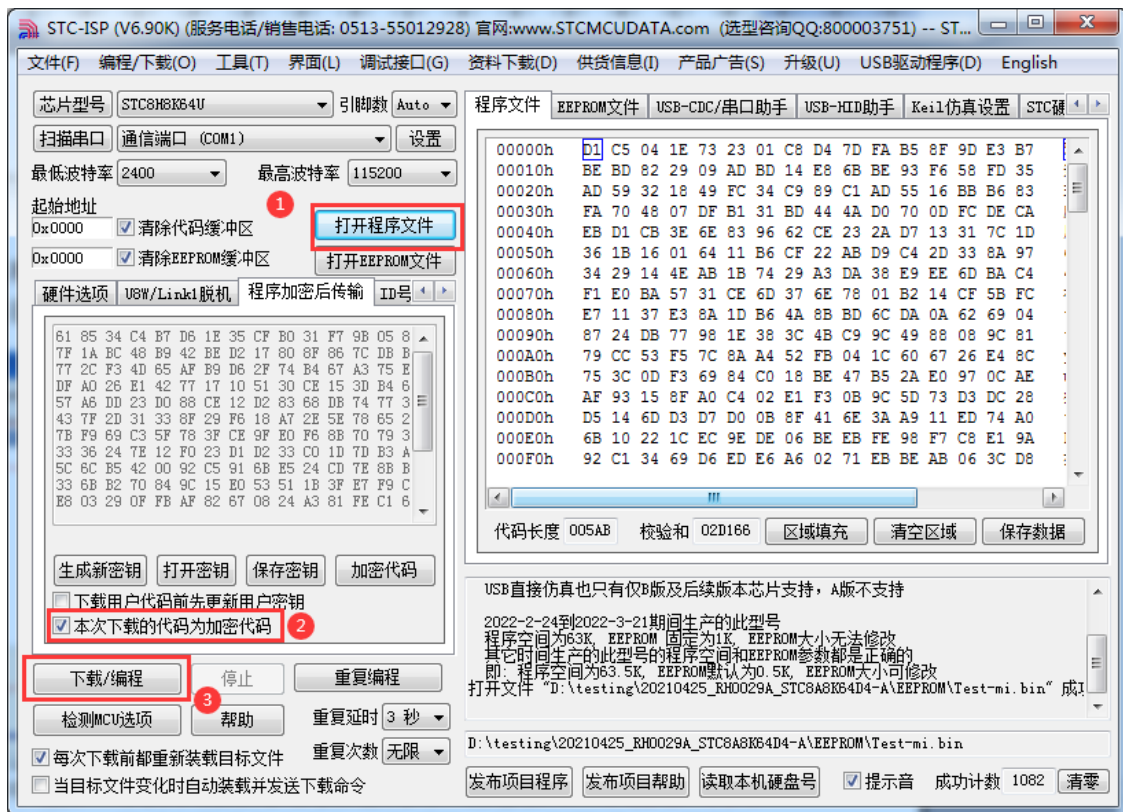 STC-ISP (V6.90K) (服务电话/销售电话: 0513-55012928) 官网:www.STCMCUDATA.com (选型咨询QQ:800003751) -- ST...
文件(F) 编程/下载(O) 工具(T) 界面(L) 调试接口(G) 资料下载(D) 供货信息(I) 产品广告(S) 升级(U) USB驱动程序(D) English
芯片型号 STC8H8K64U 引脚数 Auto
扫描串口 通信端口 (COM1) 设置
最低波特率 2400 最高波特率 115200
起始地址
1
0x0000 清除代码缓冲区 打开程序文件
0x0000 清除EEPROM缓冲区 打开EEPROM文件
硬件选项 U8W/Link1脱机 程序加密后传输 ID号
61 85 34 C4 B7 D6 1E 35 CF B0 31 F7 9B 05 8
7F 1A BC 48 B9 42 BE D2 17 80 8F 86 7C DB B
77 2C F3 4D 65 AF B9 D6 2F 74 B4 67 A3 75 E
DF A0 26 E1 42 77 17 10 51 30 CE 15 3D B4 6
57 A6 DD 23 D0 88 CE 12 D2 83 68 DB 74 77 3
43 7F 2D 31 33 8F 29 F6 18 A7 2E 5E 78 65 2
7B F9 69 C3 5F 78 3F CE 9F E0 F6 8B 70 79 3
33 36 24 7E 12 F0 23 D1 D2 33 C0 1D 7D B3 A
5C 6C B5 42 00 92 C5 91 6B E5 24 CD 7E 8B B
33 6B B2 70 84 9C 15 E0 53 51 1B 3F E7 F9 C
E8 03 29 0F FB AF 82 67 08 24 A3 81 FE C1 6
生成新密钥 打开密钥 保存密钥 加密代码
下载用户代码前先更新用户密钥
本次下载的代码为加密代码 2
下载/编程 停止 重复编程
3
检测MCU选项 帮助 重复延时 3 秒
每次下载前都重新装载目标文件 重复次数 无限
当目标文件变化时自动装载并发送下载命令
程序文件 EEPROM文件 USB-CDC/串口助手 USB-HID助手 Keil仿真设置 STC硬
00000h D1 C5 04 1E 73 23 01 C8 D4 7D FA B5 8F 9D E3 B7
00010h BE BD 82 29 09 AD BD 14 E8 6B BE 93 F6 58 FD 35
00020h AD 59 32 18 49 FC 34 C9 89 C1 AD 55 16 BB B6 83
00030h FA 70 48 07 DF B1 31 BD 44 4A D0 70 0D FC DE CA
00040h EB D1 CB 3E 6E 83 96 62 CE 23 2A D7 13 31 7C 1D
00050h 36 1B 16 01 64 11 B6 CF 22 AB D9 C4 2D 33 8A 97
00060h 34 29 14 4E AB 1B 74 29 A3 DA 38 E9 EE 6D BA C4
00070h F1 E0 BA 57 31 CE 6D 37 6E 78 01 B2 14 CF 5B FC
00080h E7 11 37 E3 8A 1D B6 4A 8B BD 6C DA 0A 62 69 04
00090h 87 24 DB 77 98 1E 38 3C 4B C9 9C 49 88 08 9C 81
000A0h 79 CC 53 F5 7C 8A A4 52 FB 04 1C 60 67 26 E4 8C
000B0h 75 3C 0D F3 69 84 C0 18 BE 47 B5 2A E0 97 0C AE
000C0h AF 93 15 8F A0 C4 02 E1 F3 0B 9C 5D 73 D3 DC 28
000D0h D5 14 6D D3 D7 D0 0B 8F 41 6E 3A A9 11 ED 74 A0
000E0h 6B 10 22 1C EC 9E DE 06 BE EB FE 98 F7 C8 E1 9A
000F0h 92 C1 34 69 D6 ED E6 A6 02 71 EB BE AB 06 3C D8
代码长度 005AB 校验和 02D166 区域填充 清空区域 保存数据
USB直接仿真也只有仅B版及后续版本芯片支持，A版不支持
2022-2-24到2022-3-21期间生产的此型号
程序空间为63K, EEPROM 固定为1K, EEPROM大小无法修改
其它时间生产的此型号的程序空间和EEPROM参数都是正确的
即: 程序空间为63.5K, EEPROM默认为0.5K, EEPROM大小可修改
打开文件 "D:\testing\20210425_RH0029A_STC8A8K64D4-A\EEPROM\Test-mi.bin" 成
D:\testing\20210425_RH0029A_STC8A8K64D4-A\EEPROM\Test-mi.bin
发布项目程序 发布项目帮助 读取本机硬盘号 提示音 成功计数 1082 清零